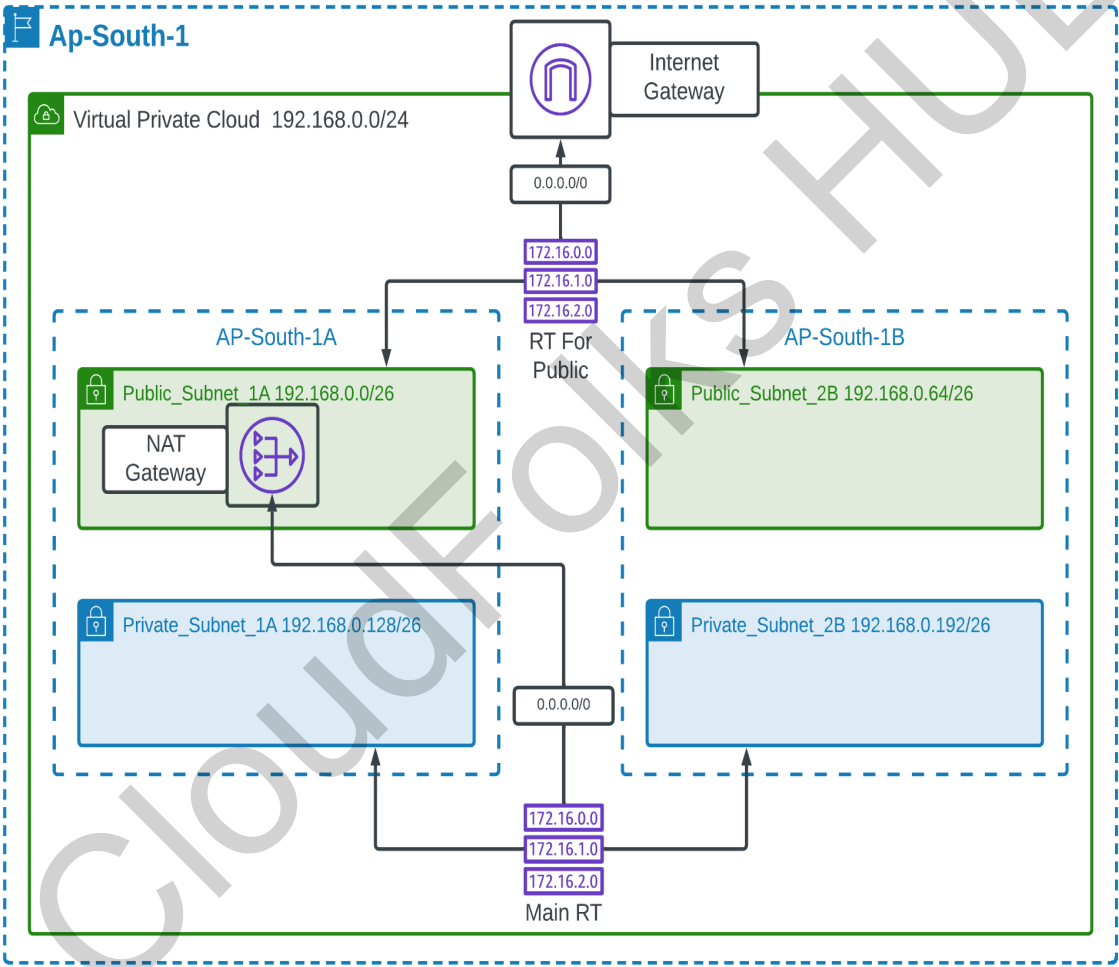 Ap-South-1
Internet
Gateway
Virtual Private Cloud 192.168.0.0/24
0.0.0.0/0
172.16.0.0
172.16.1.0
172.16.2.0
RT For
Public
AP-South-1A
AP-South-1B
Public_Subnet_1A 192.168.0.0/26
Public_Subnet_2B 192.168.0.64/26
NAT
Gateway
Private_Subnet_1A 192.168.0.128/26
Private_Subnet_2B 192.168.0.192/26
0.0.0.0/0
172.16.0.0
172.16.1.0
172.16.2.0
Main RT
CloudFolks HUB